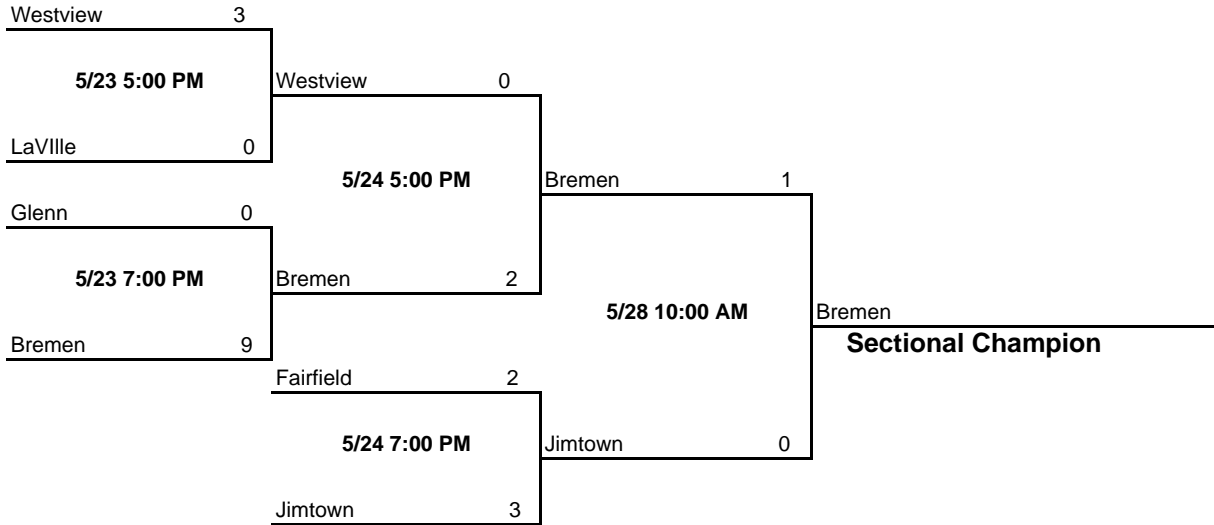 Westview 3
5/23 5:00 PM
Westview 0
LaVIlle 0
5/24 5:00 PM
Bremen 1
Glenn 0
5/23 7:00 PM
Bremen 2
5/28 10:00 AM
Bremen
Bremen 9
Sectional Champion
Fairfield 2
5/24 7:00 PM
Jimtown 0
Jimtown 3